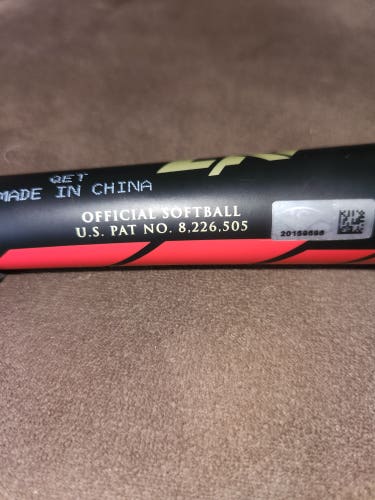 QET
MADE IN CHINA
OFFICIAL SOFTBALL
U.S. PAT NO. 8,226,505